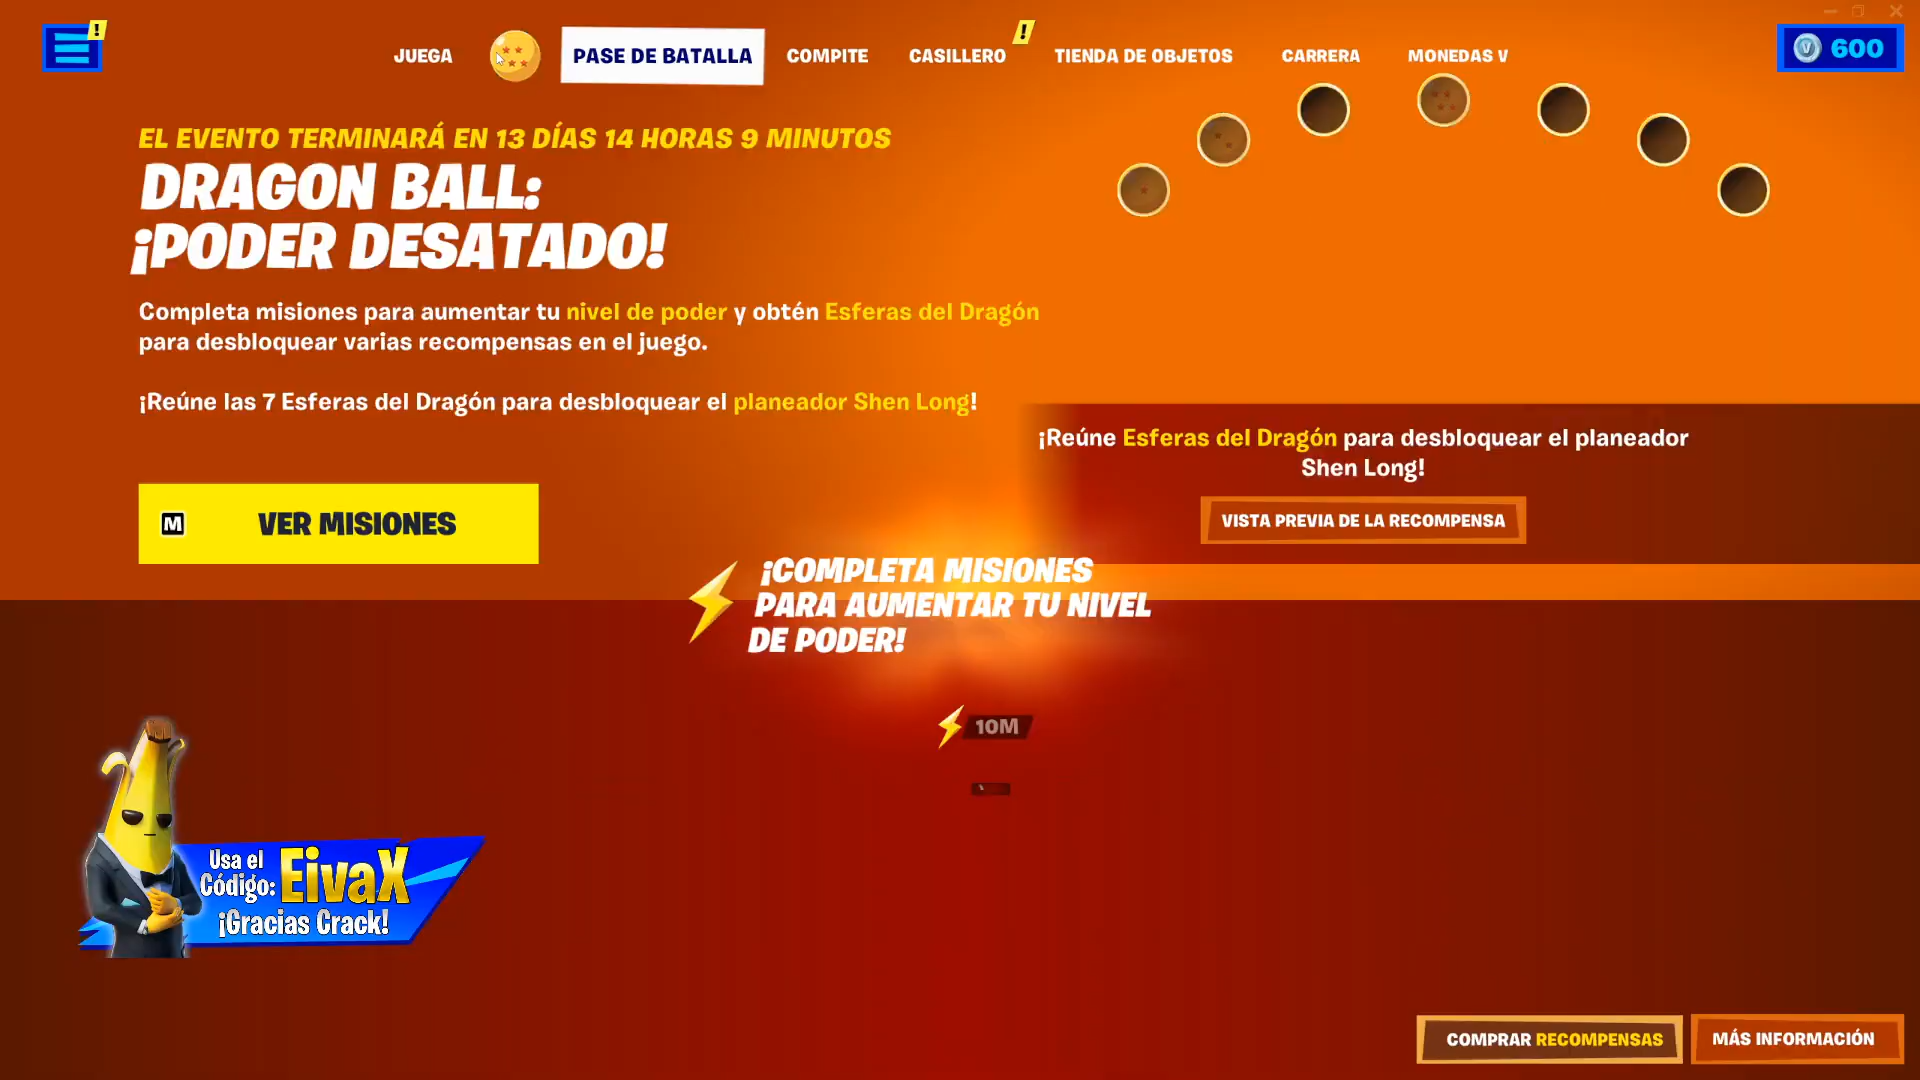 JUEGA
PASE DE BATALLA
COMPITE
CASILLERO
!
TIENDA DE OBJETOS
CARRERA
MONEDAS V
!
V 600
EL EVENTO TERMINARÁ EN 13 DÍAS 14 HORAS 9 MINUTOS
DRAGON BALL:
¡PODER DESATADO!
Completa misiones para aumentar tu nivel de poder y obtén Esferas del Dragón
para desbloquear varias recompensas en el juego.
¡Reúne las 7 Esferas del Dragón para desbloquear el planeador Shen Long!
M VER MISIONES
¡Reúne Esferas del Dragón para desbloquear el planeador
Shen Long!
VISTA PREVIA DE LA RECOMPENSA
¡COMPLETA MISIONES
PARA AUMENTAR TU NIVEL
DE PODER!
10M
Usa el
Código: EivaX
¡Gracias Crack!
COMPRAR RECOMPENSAS
MÁS INFORMACIÓN